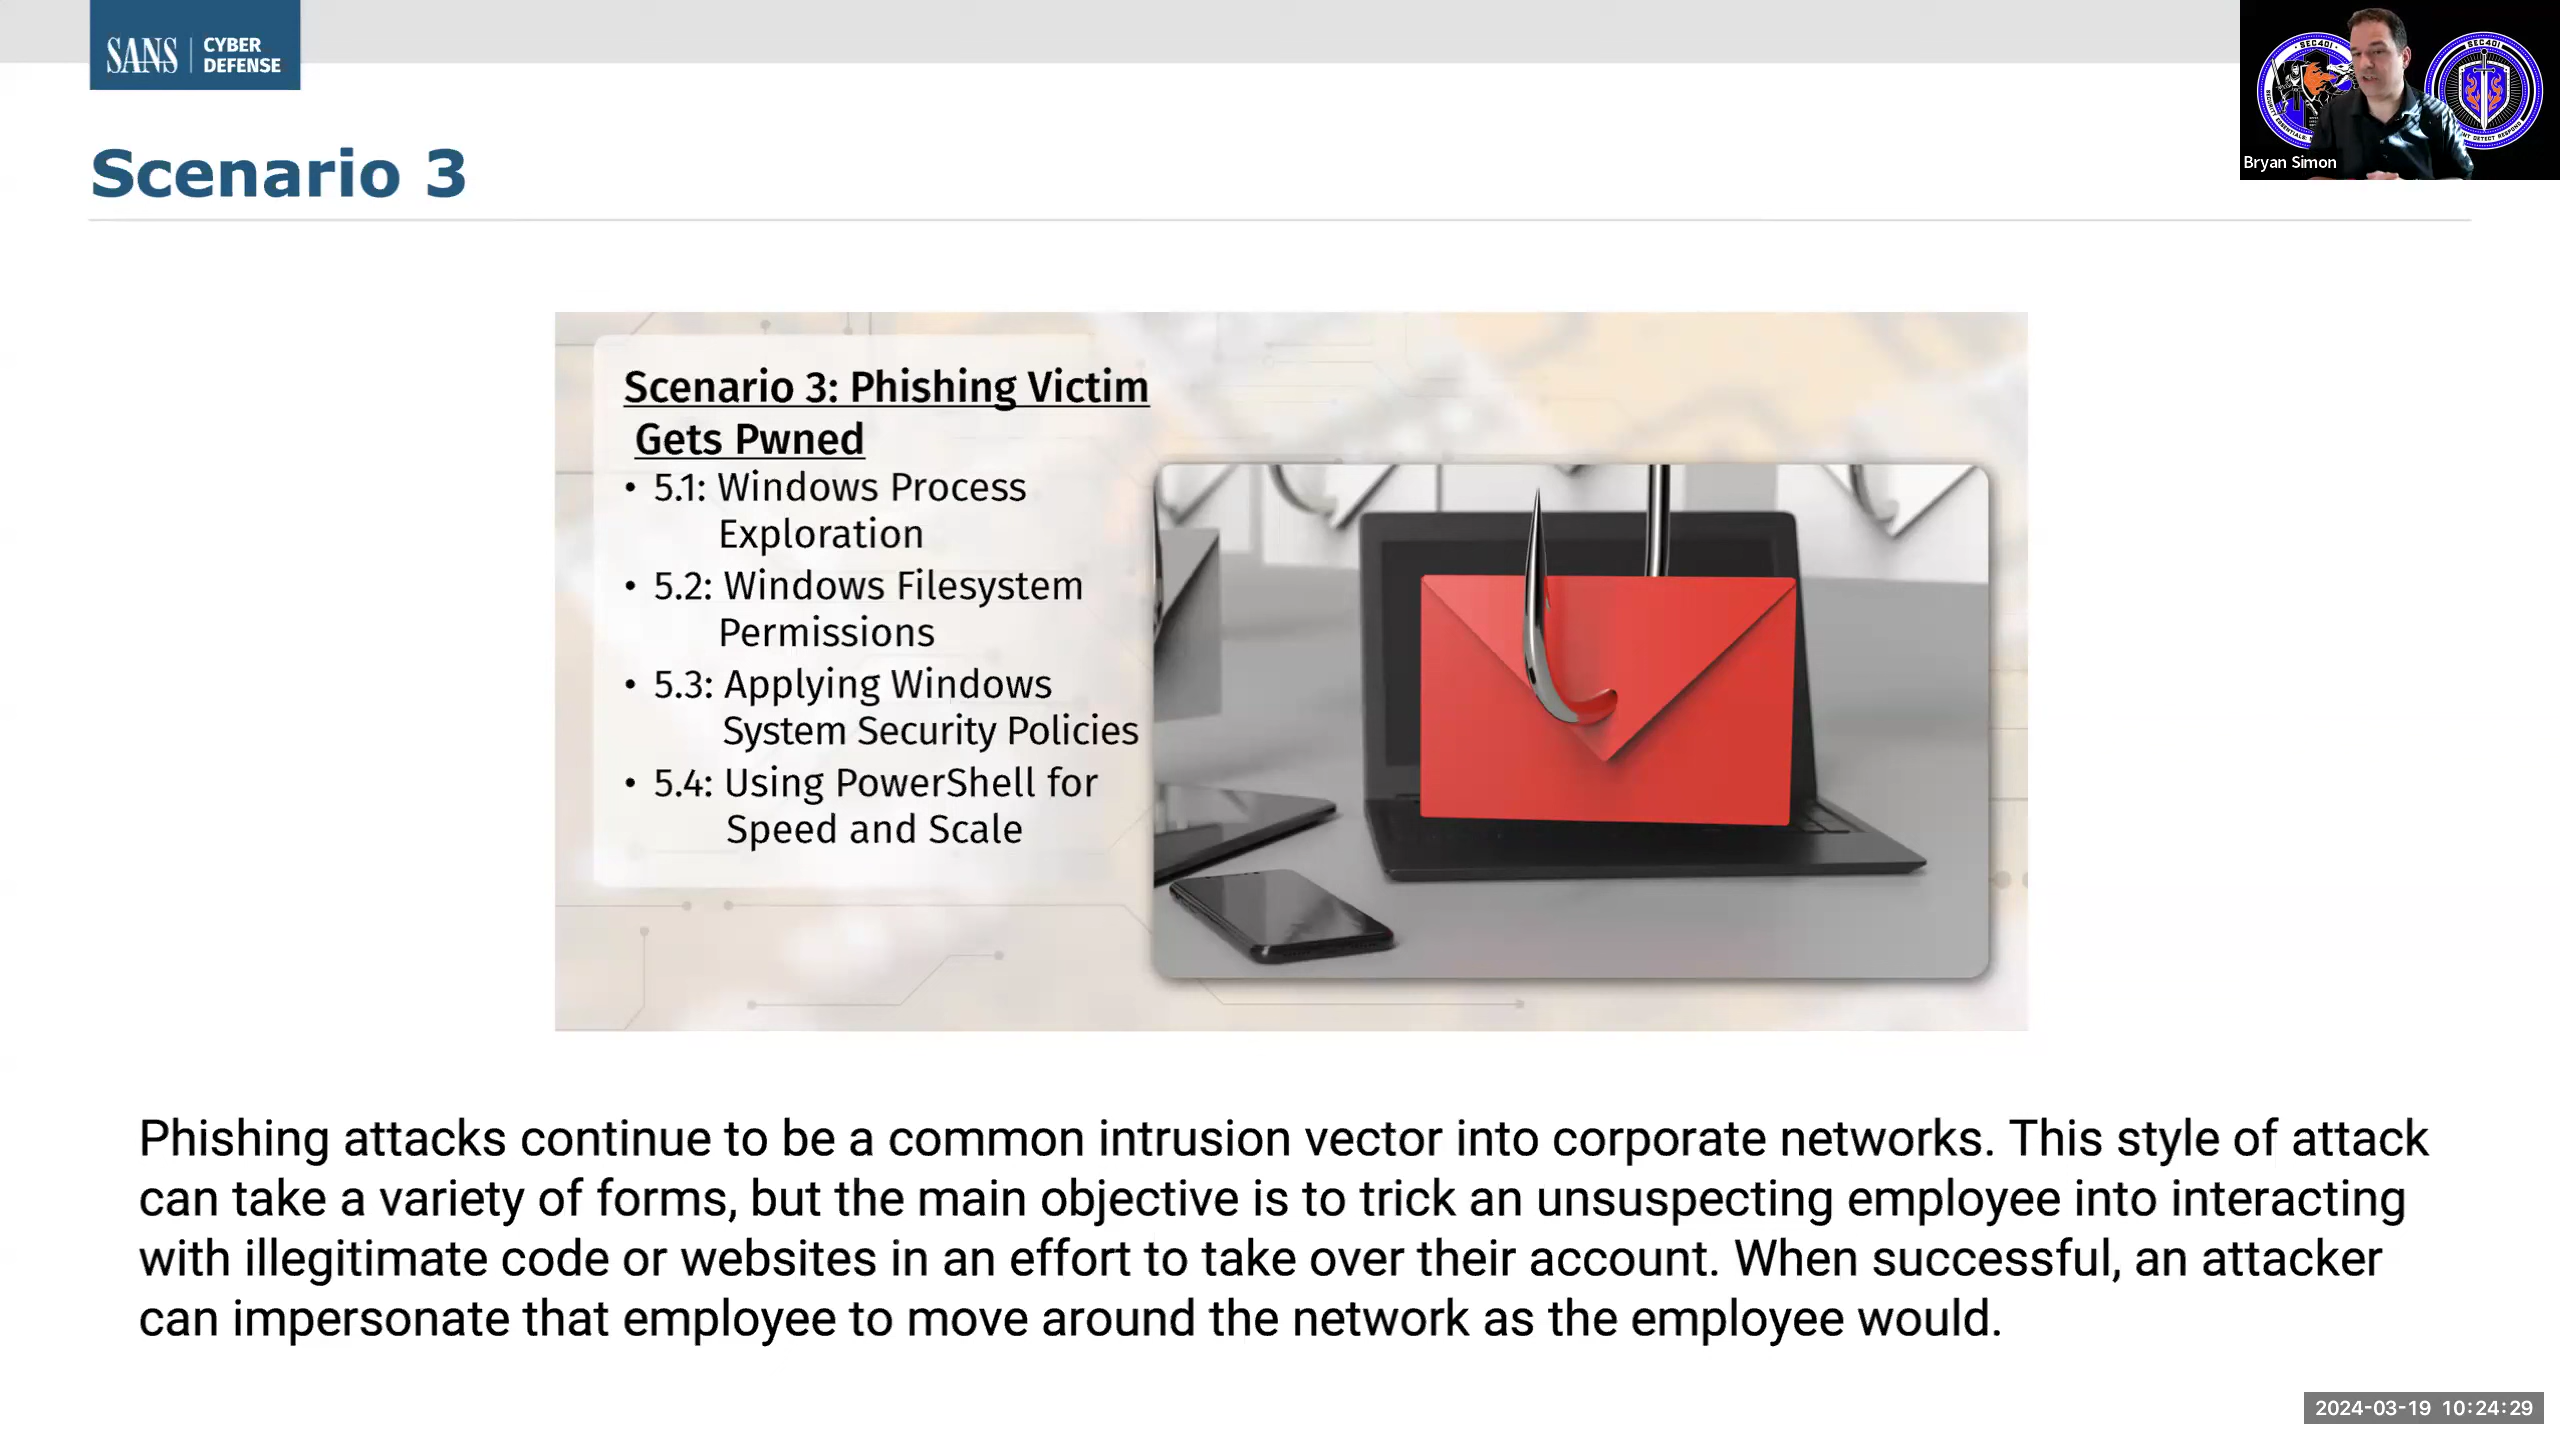 SANS | CYBER
DEFENSE
SEC401
SEC401
Bryan Simon
Scenario 3
Scenario 3: Phishing Victim
Gets Pwned
• 5.1: Windows Process
Exploration
• 5.2: Windows Filesystem
Permissions
• 5.3: Applying Windows
System Security Policies
• 5.4: Using PowerShell for
Speed and Scale
Phishing attacks continue to be a common intrusion vector into corporate networks. This style of attack
can take a variety of forms, but the main objective is to trick an unsuspecting employee into interacting
with illegitimate code or websites in an effort to take over their account. When successful, an attacker
can impersonate that employee to move around the network as the employee would.
2024-03-19 10:24:29